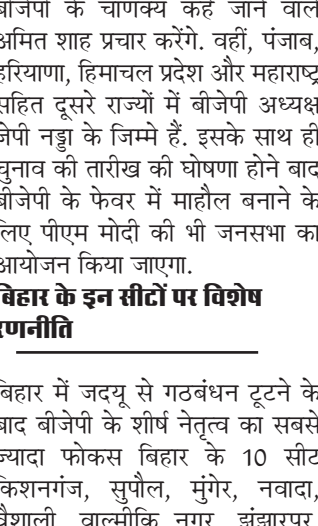 बीजेपी के चाणक्य कहे जाने वाले
अमित शाह प्रचार करेंगे. वहीं, पंजाब,
हरियाणा, हिमाचल प्रदेश और महाराष्ट्र
सहित दूसरे राज्यों में बीजेपी अध्यक्ष
जेपी नड्डा के जिम्मे हैं. इसके साथ ही
चुनाव की तारीख की घोषणा होने बाद
बीजेपी के फेवर में माहौल बनाने के
लिए पीएम मोदी की भी जनसभा का
आयोजन किया जाएगा.
बिहार के इन सीटों पर विशेष
रणनीति
बिहार में जदयू से गठबंधन टूटने के
बाद बीजेपी के शीर्ष नेतृत्व का सबसे
ज्यादा फोकस बिहार के 10 सीट
किशनगंज, सुपौल, मुंगेर, नवादा,
वैशाली, वाल्मीकि नगर, झंझारपुर,